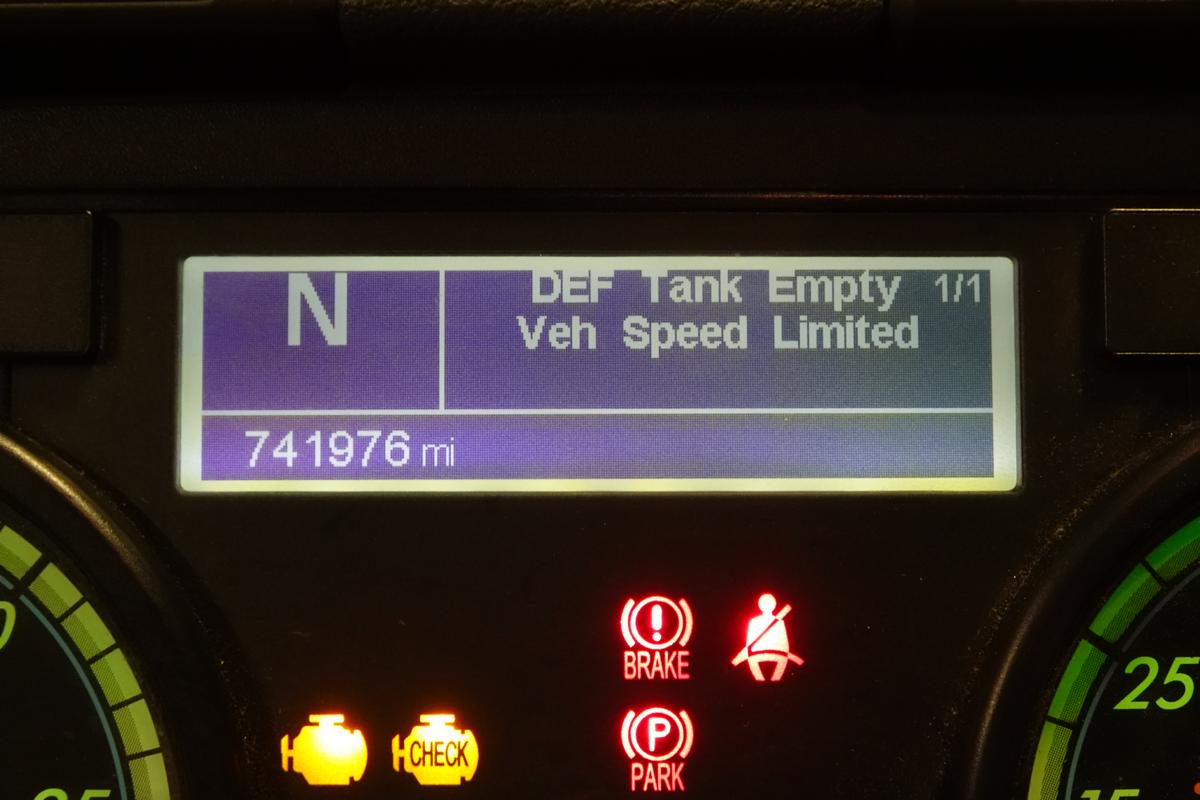 N
DEF Tank Empty 1/1
Veh Speed Limited
741976 mi
BRAKE
CHECK
P
PARK
25